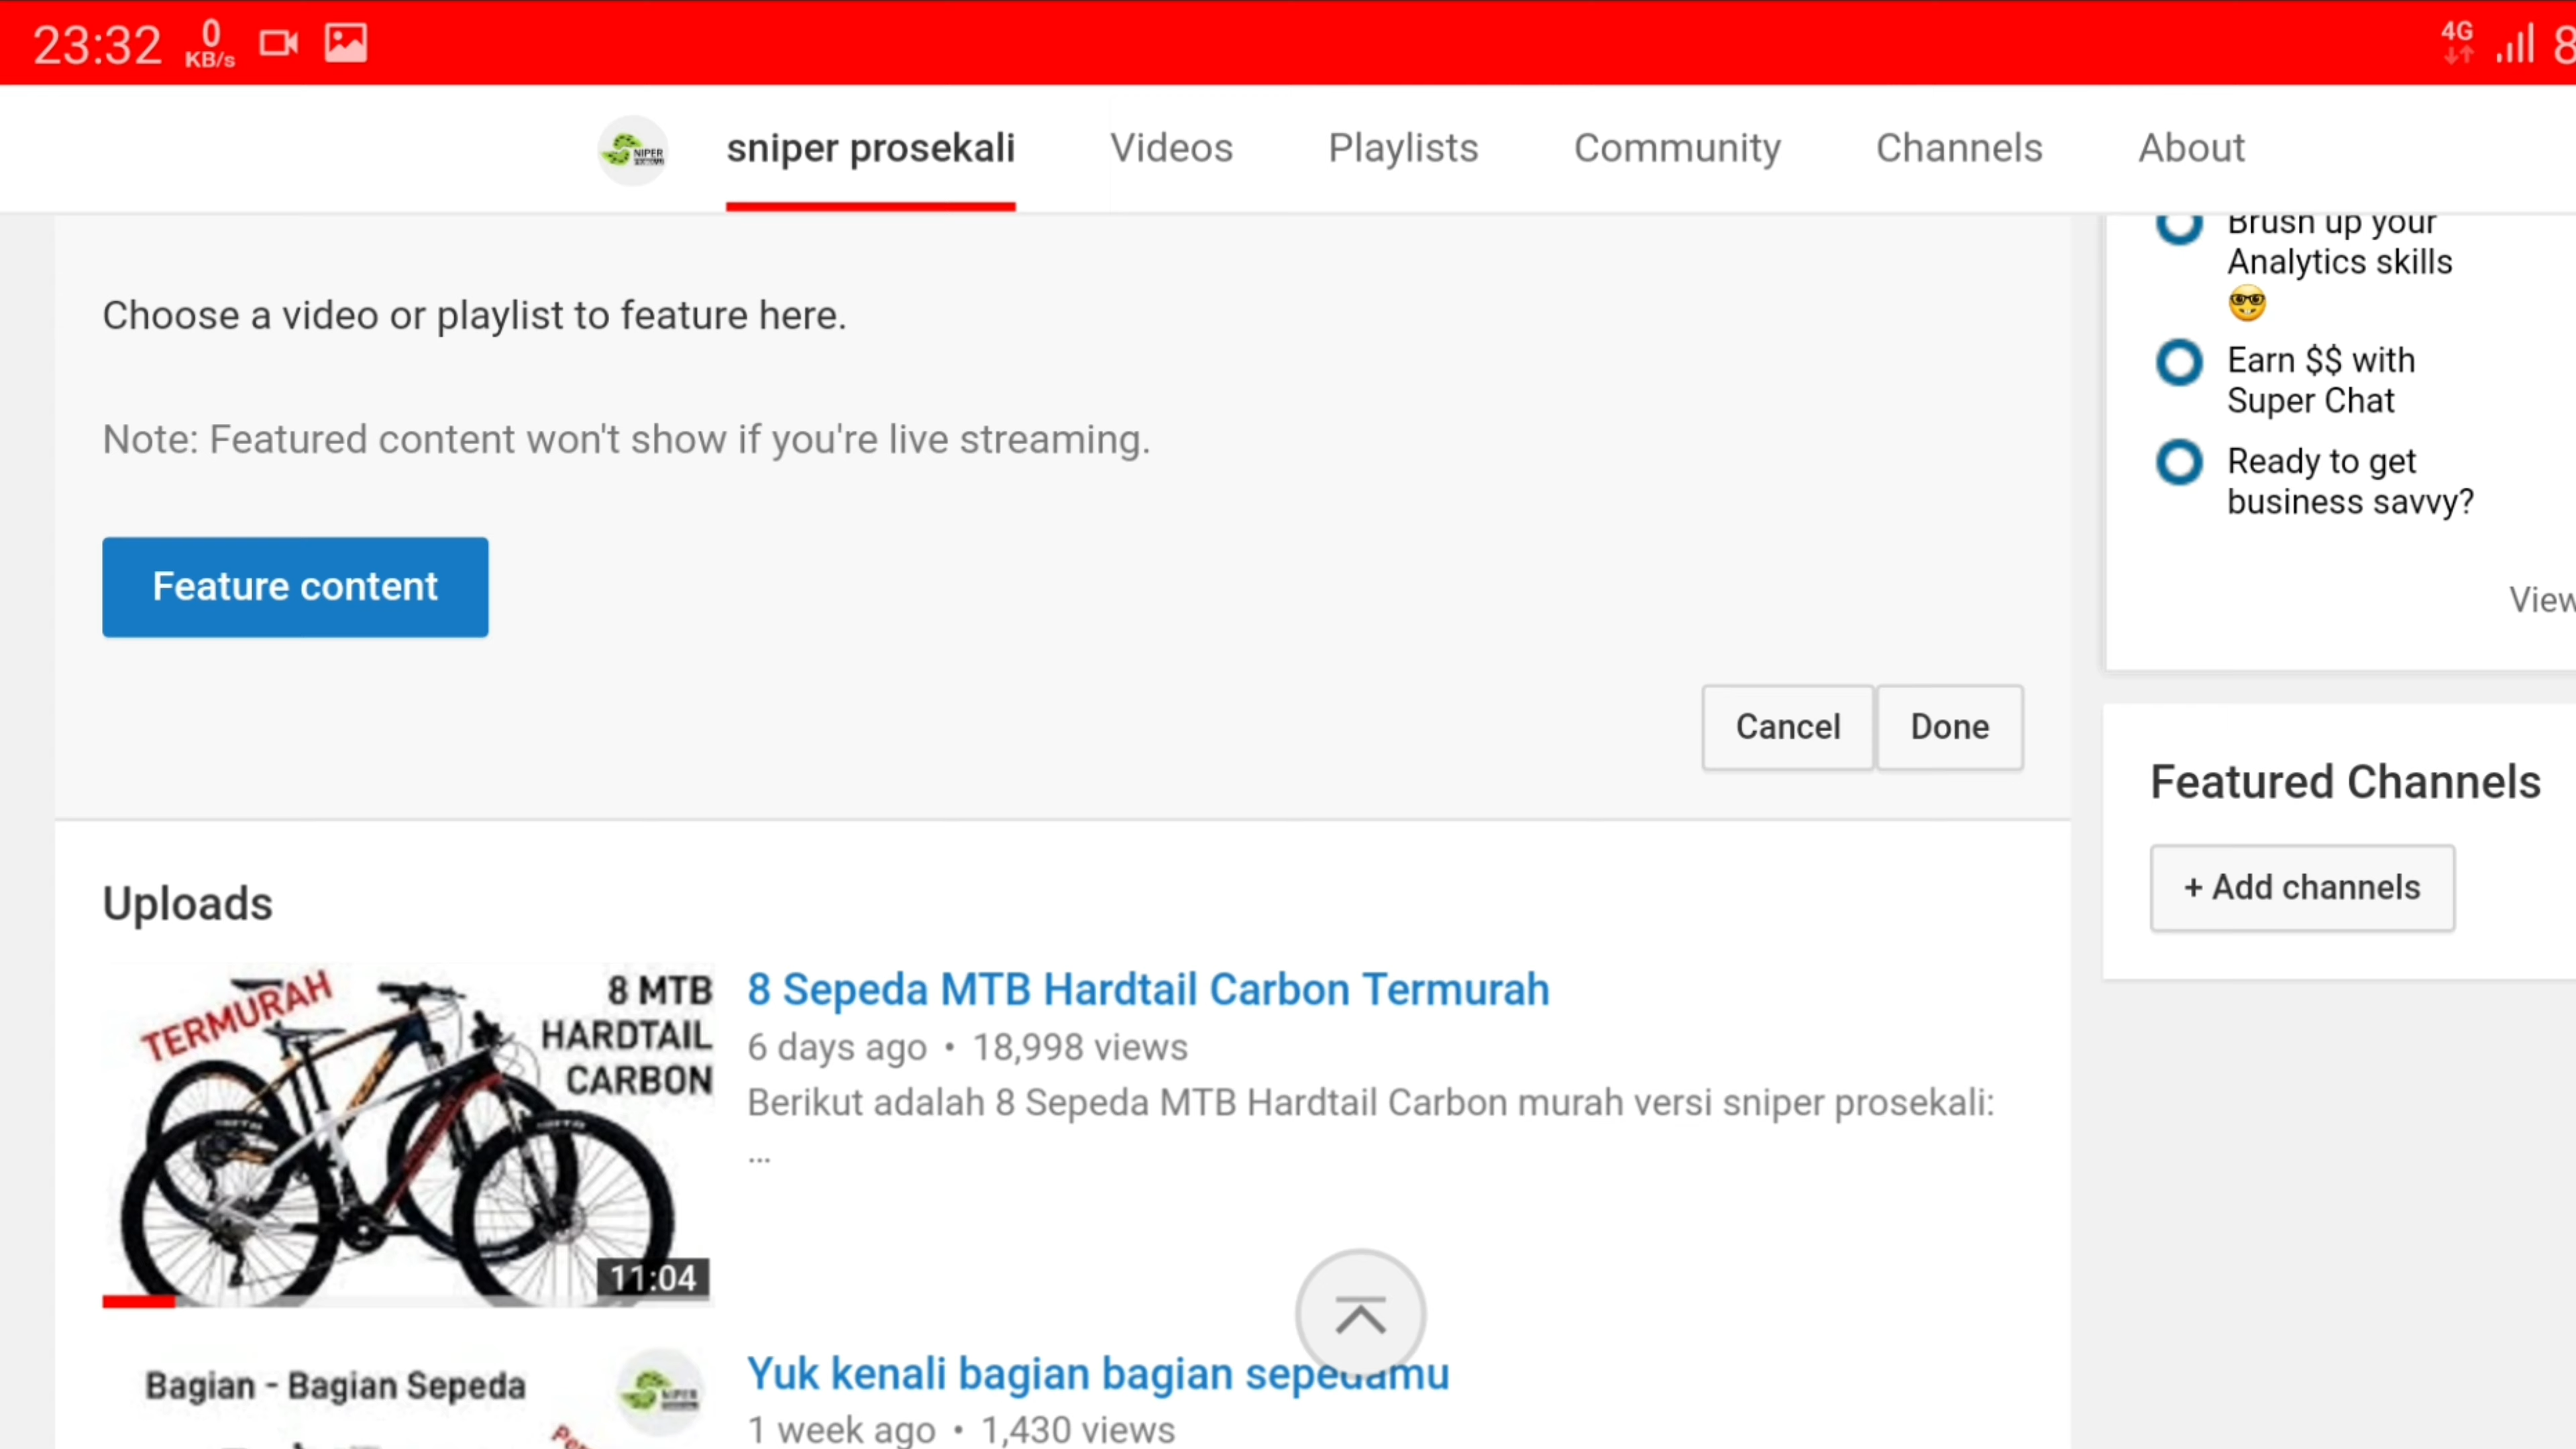 23:32
0
KB/s
4G
8
sniper prosekali
Videos
Playlists
Community
Channels
About
Choose a video or playlist to feature here.
Note: Featured content won't show if you're live streaming.
Feature content
Cancel
Done
Brush up your
Analytics skills
🤓
Earn $$ with
Super Chat
Ready to get
business savvy?
View
Featured Channels
+ Add channels
Uploads
TERMURAH
8 MTB
HARDTAIL
CARBON
11:04
8 Sepeda MTB Hardtail Carbon Termurah
6 days ago • 18,998 views
Berikut adalah 8 Sepeda MTB Hardtail Carbon murah versi sniper prosekali:
...
Bagian - Bagian Sepeda
Yuk kenali bagian bagian sepedamu
1 week ago • 1,430 views